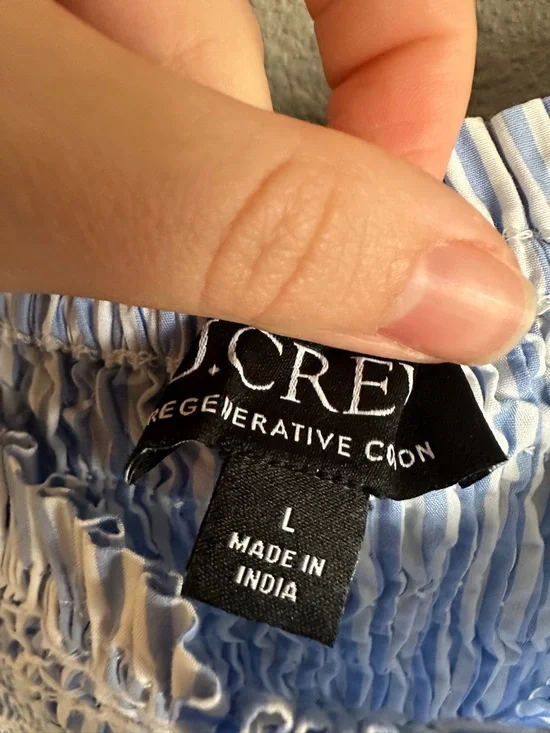 J.CREW
REGENERATIVE COTTON
L
MADE IN
INDIA